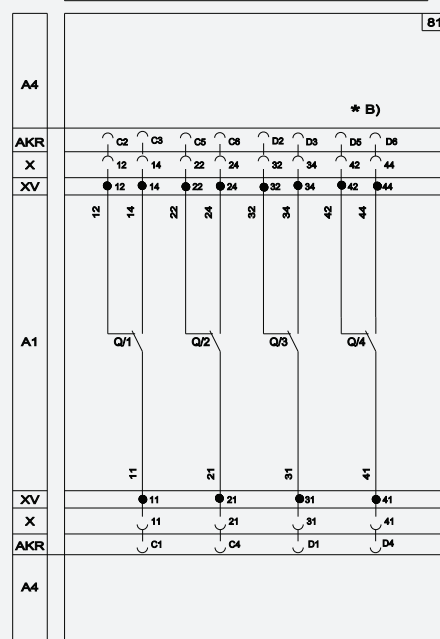 81
A4
* B)
AKR C2 C3 C5 C6 D2 D3 D5 D6
X 12 14 22 24 32 34 42 44
XV 12 14 22 24 32 34 42 44
12 14 22 24 32 34 42 44
A1 Q/1 Q/2 Q/3 Q/4
11 21 31 41
XV 11 21 31 41
X 11 21 31 41
AKR C1 C4 D1 D4
A4